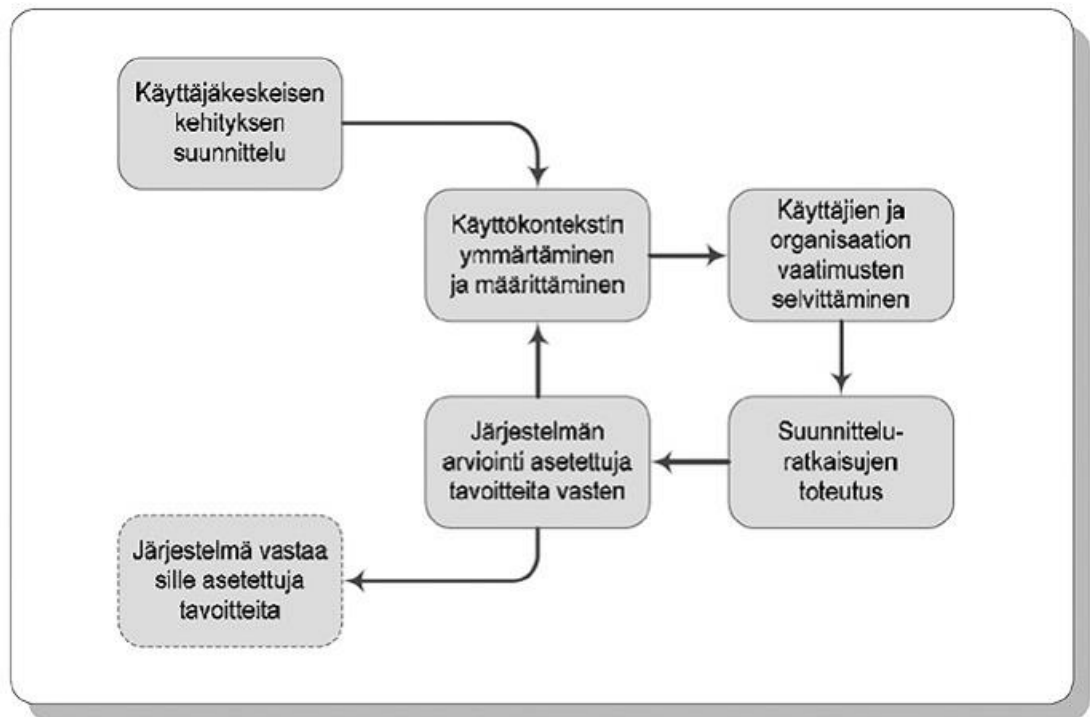 Käyttäjäkeskeisen
kehityksen
suunnittelu
Käyttökontekstin
ymmärtäminen
ja määrittäminen
Käyttäjien ja
organisaation
vaatimusten
selvittäminen
Suunnittelu-
ratkaisujen
toteutus
Järjestelmän
arviointi asetettuja
tavoitteita vasten
Järjestelmä vastaa
sille asetettuja
tavoitteita